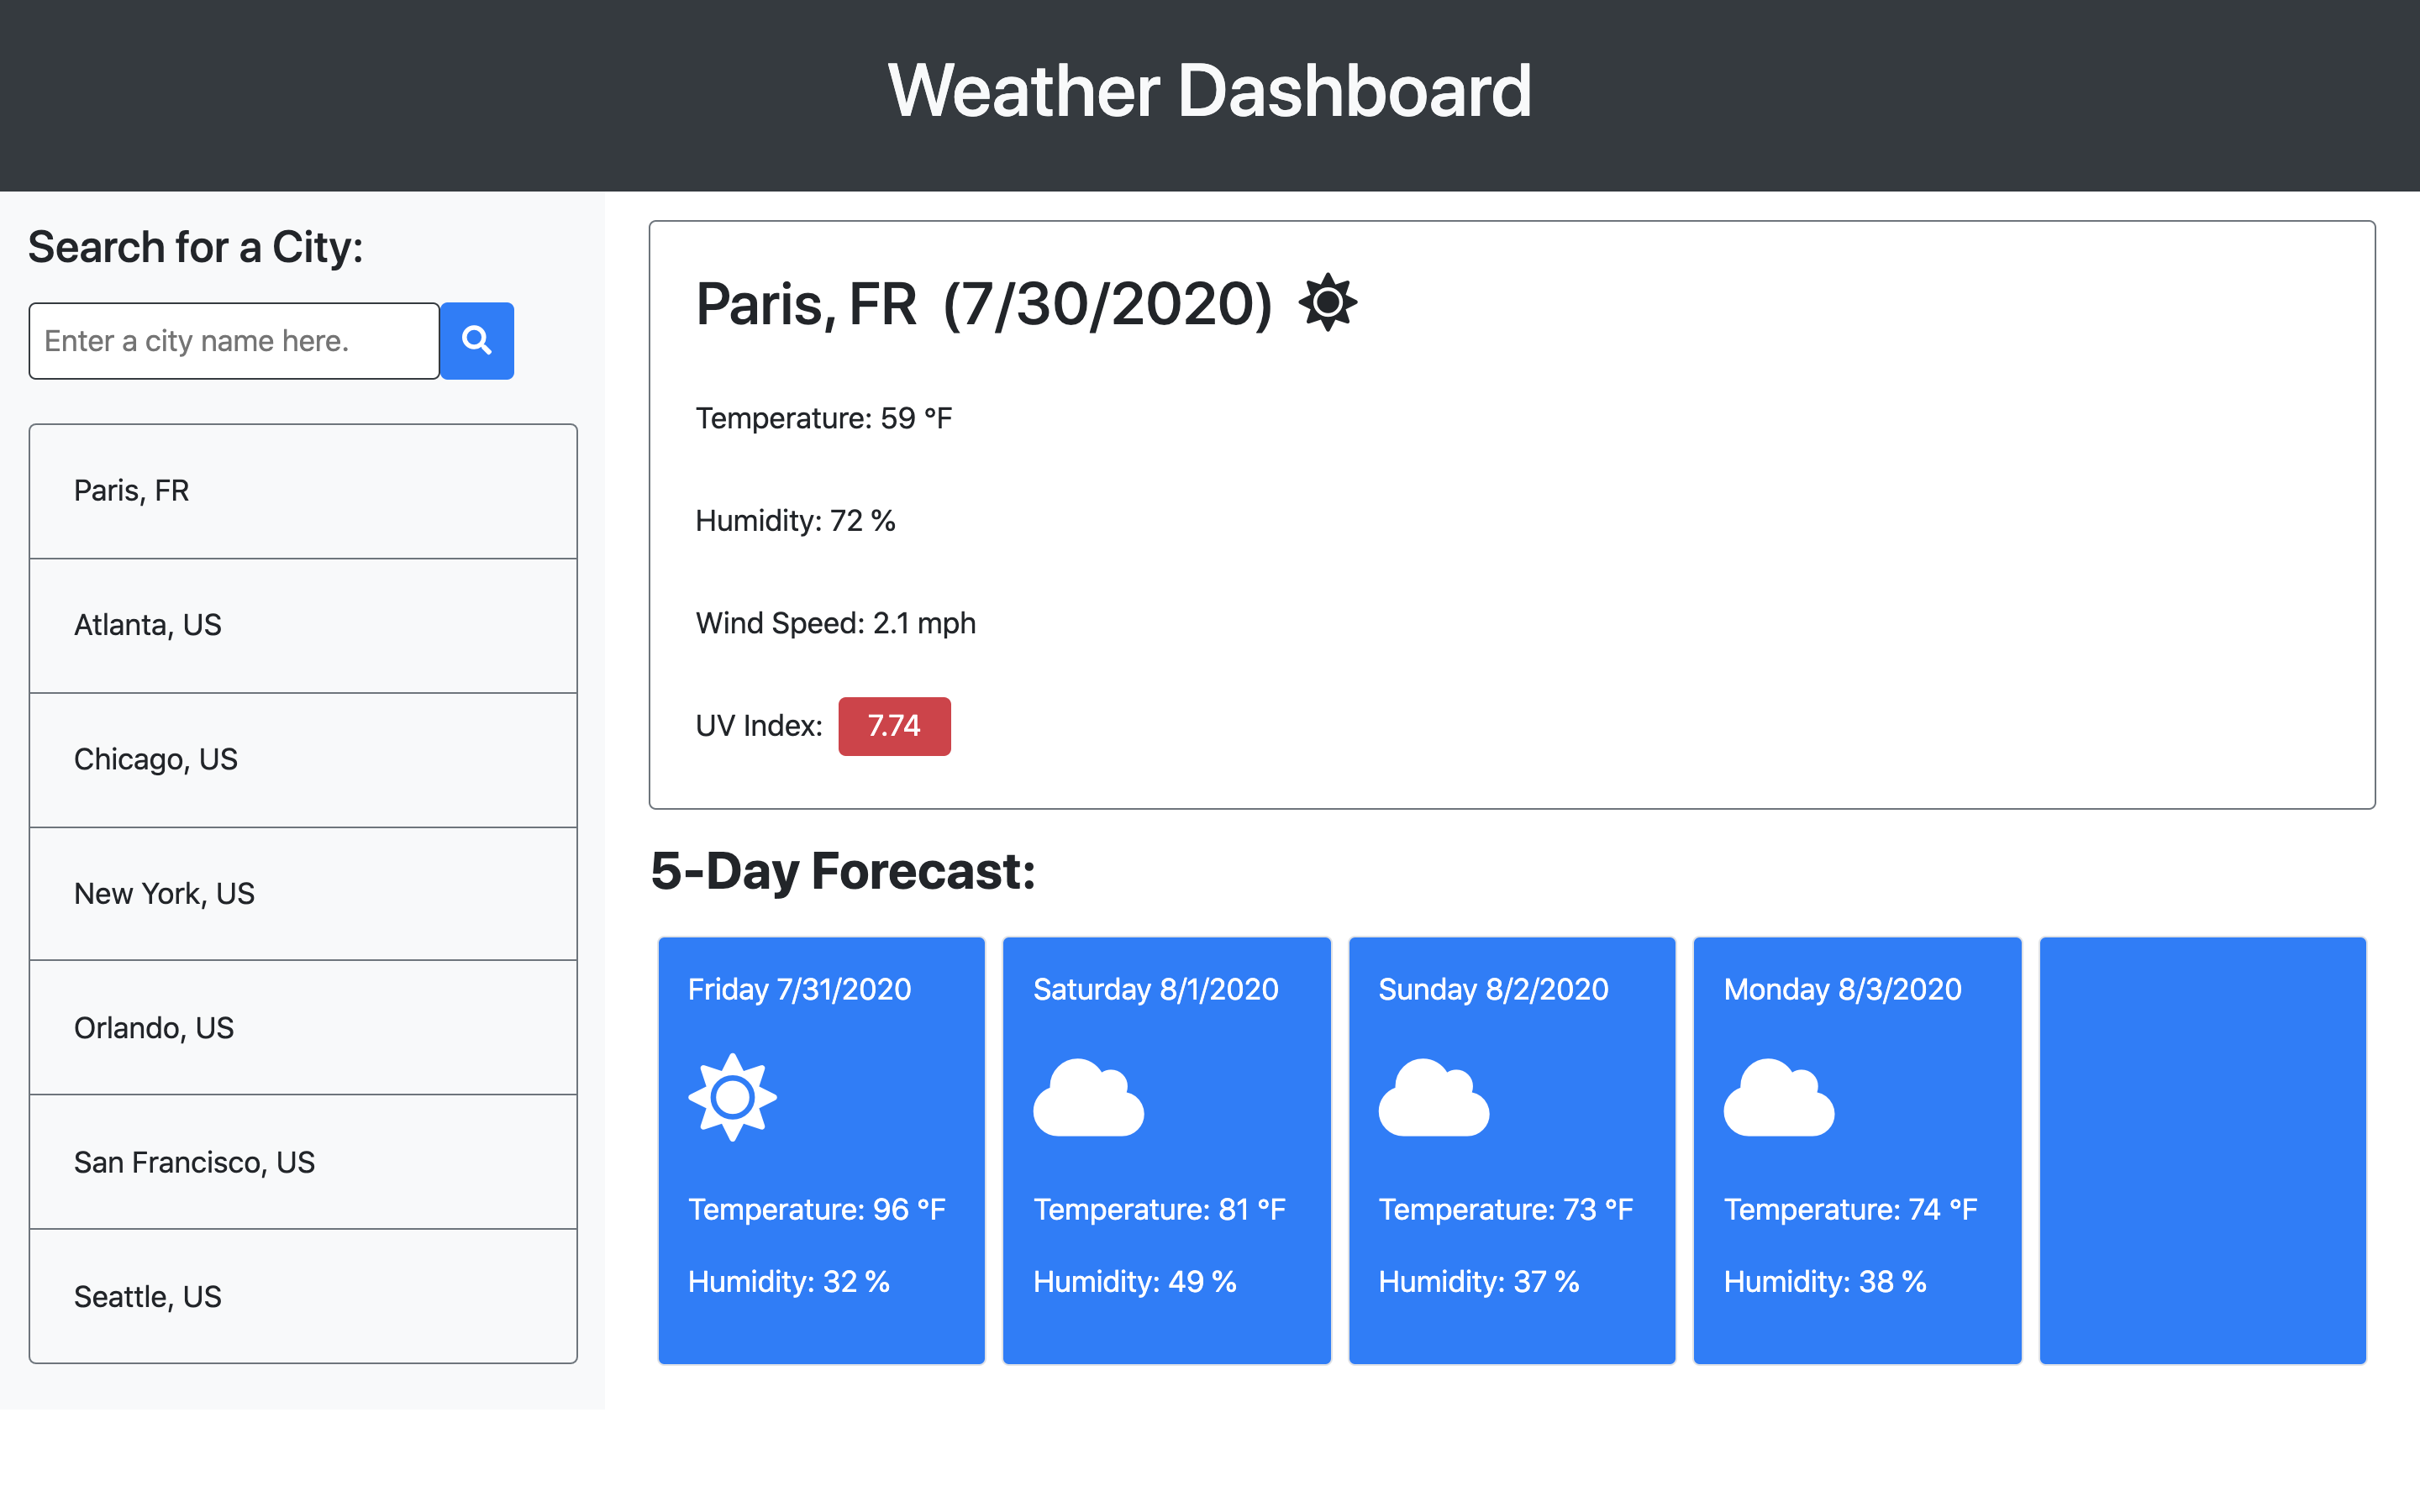 Weather Dashboard
Search for a City:
Enter a city name here.
Paris, FR
Atlanta, US
Chicago, US
New York, US
Orlando, US
San Francisco, US
Seattle, US
Paris, FR (7/30/2020)
Temperature: 59 °F
Humidity: 72 %
Wind Speed: 2.1 mph
UV Index: 7.74
5-Day Forecast:
Friday 7/31/2020
Temperature: 96 °F
Humidity: 32 %
Saturday 8/1/2020
Temperature: 81 °F
Humidity: 49 %
Sunday 8/2/2020
Temperature: 73 °F
Humidity: 37 %
Monday 8/3/2020
Temperature: 74 °F
Humidity: 38 %